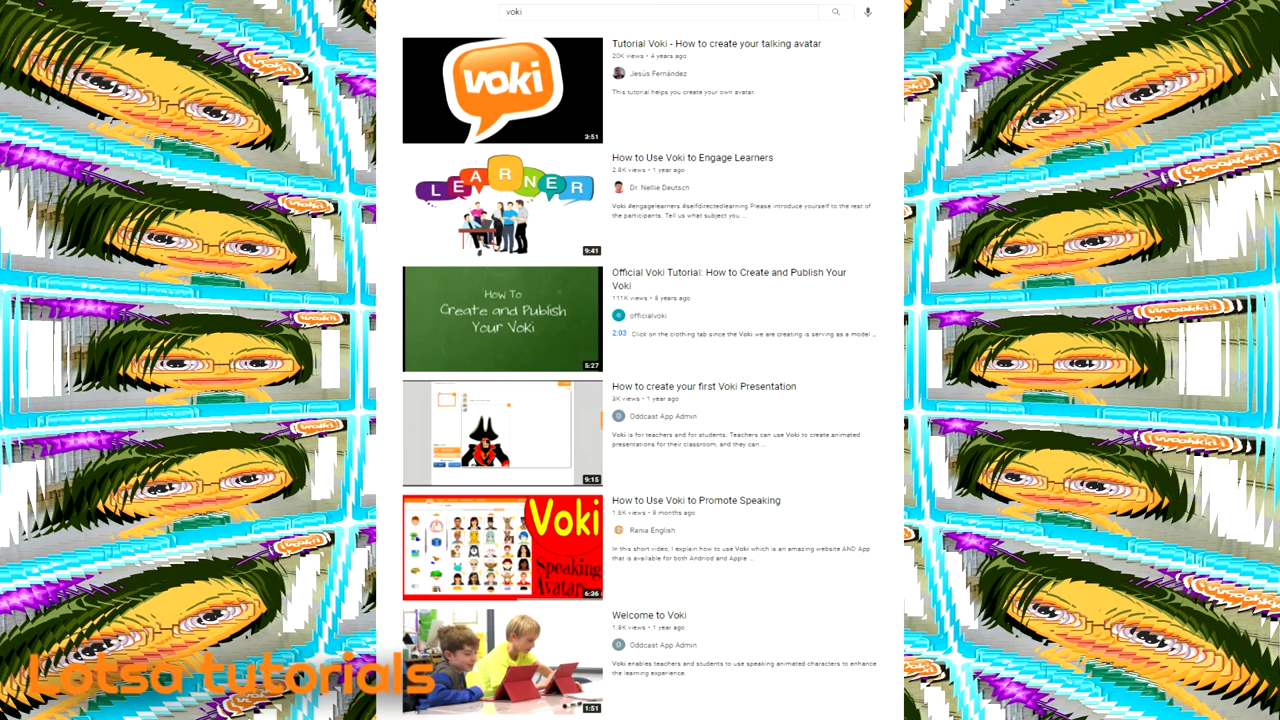 voki
voki
3:51
Tutorial Voki - How to create your talking avatar
20K views • 4 years ago
Jesús Fernández
This tutorial helps you create your own avatar.
LEARNER
9:41
How to Use Voki to Engage Learners
2.8K views • 1 year ago
Dr. Nellie Deutsch
Voki #engagelearners #selfdirectedlearning Please introduce yourself to the rest of
the participants. Tell us what subject you ...
How To
Create and Publish
Your Voki
5:27
Official Voki Tutorial: How to Create and Publish Your
Voki
111K views • 8 years ago
officialvoki
2:03 Click on the clothing tab since the Voki we are creating is serving as a model ...
9:15
How to create your first Voki Presentation
3K views • 1 year ago
Oddcast App Admin
Voki is for teachers and for students. Teachers can use Voki to create animated
presentations for their classroom, and they can ...
Voki
Speaking
Avatar
6:36
How to Use Voki to Promote Speaking
1.6K views • 8 months ago
Rania English
In this short video, I explain how to use Voki which is an amazing website AND App
that is available for both Andriod and Apple ...
1:51
Welcome to Voki
1.8K views • 1 year ago
Oddcast App Admin
Voki enables teachers and students to use speaking animated characters to enhance
the learning experience.